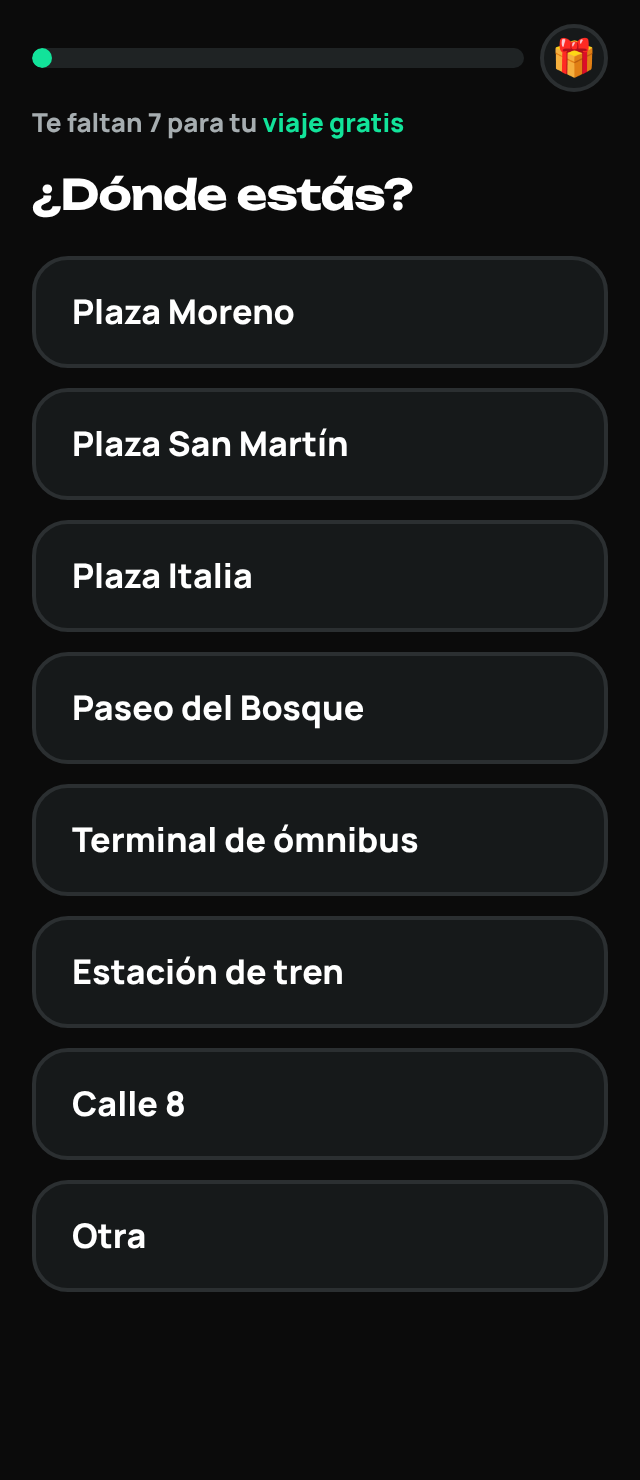 Te faltan 7 para tu viaje gratis
¿Dónde estás?
Plaza Moreno
Plaza San Martín
Plaza Italia
Paseo del Bosque
Terminal de ómnibus
Estación de tren
Calle 8
Otra